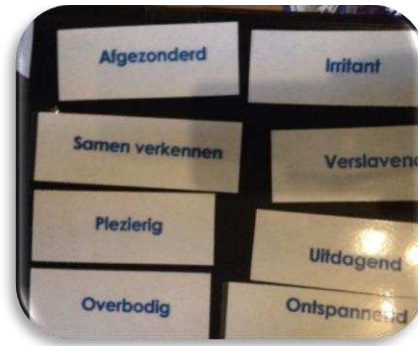 Afgezonderd
Irritant
Samen verkennen
Verslavend
Plezierig
Uitdagend
Overbodig
Ontspannend